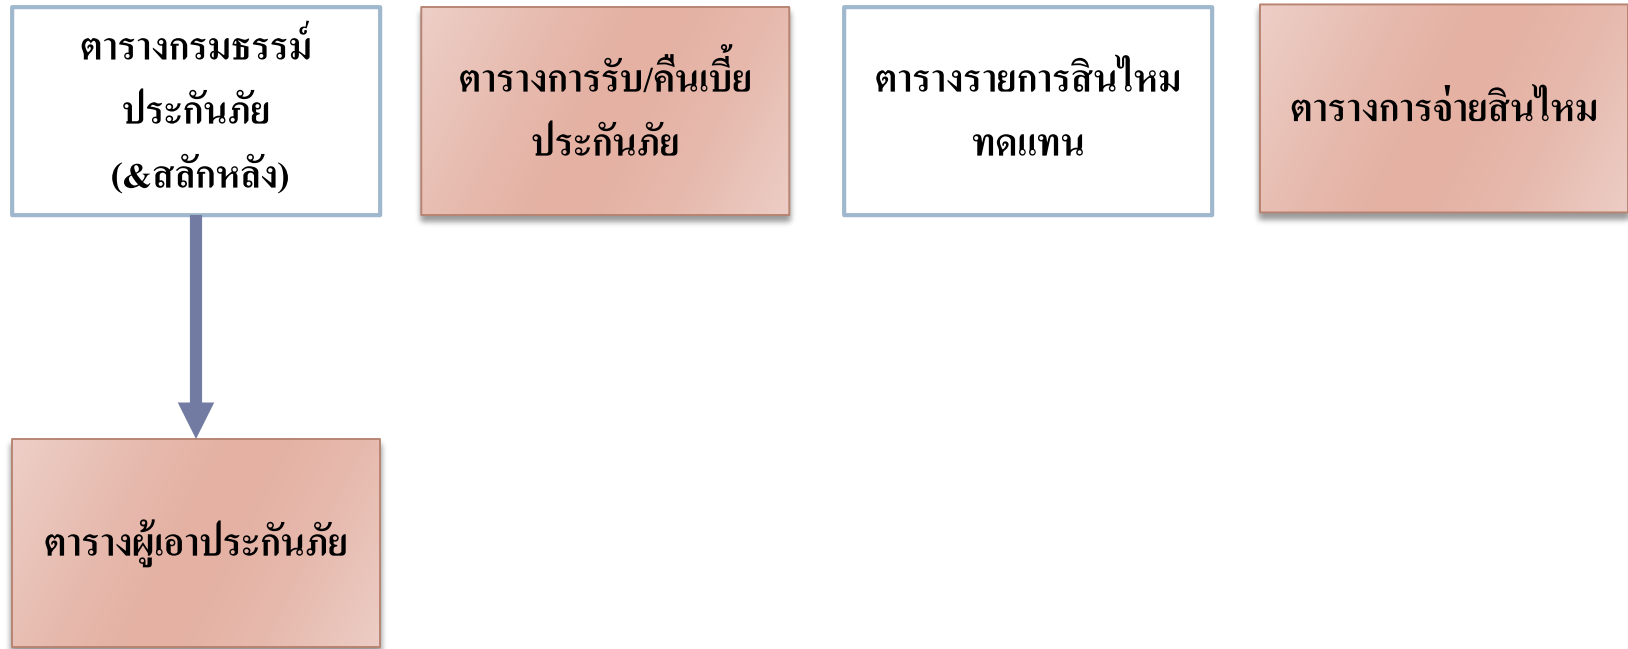 ตารางกรมธรรม์
ประกันภัย
(&สลักหลัง)
ตารางการรับ/คืนเบี้ย
ประกันภัย
ตารางรายการสินไหม
ทดแทน
ตารางการจ่ายสินไหม
ตารางผู้เอาประกันภัย